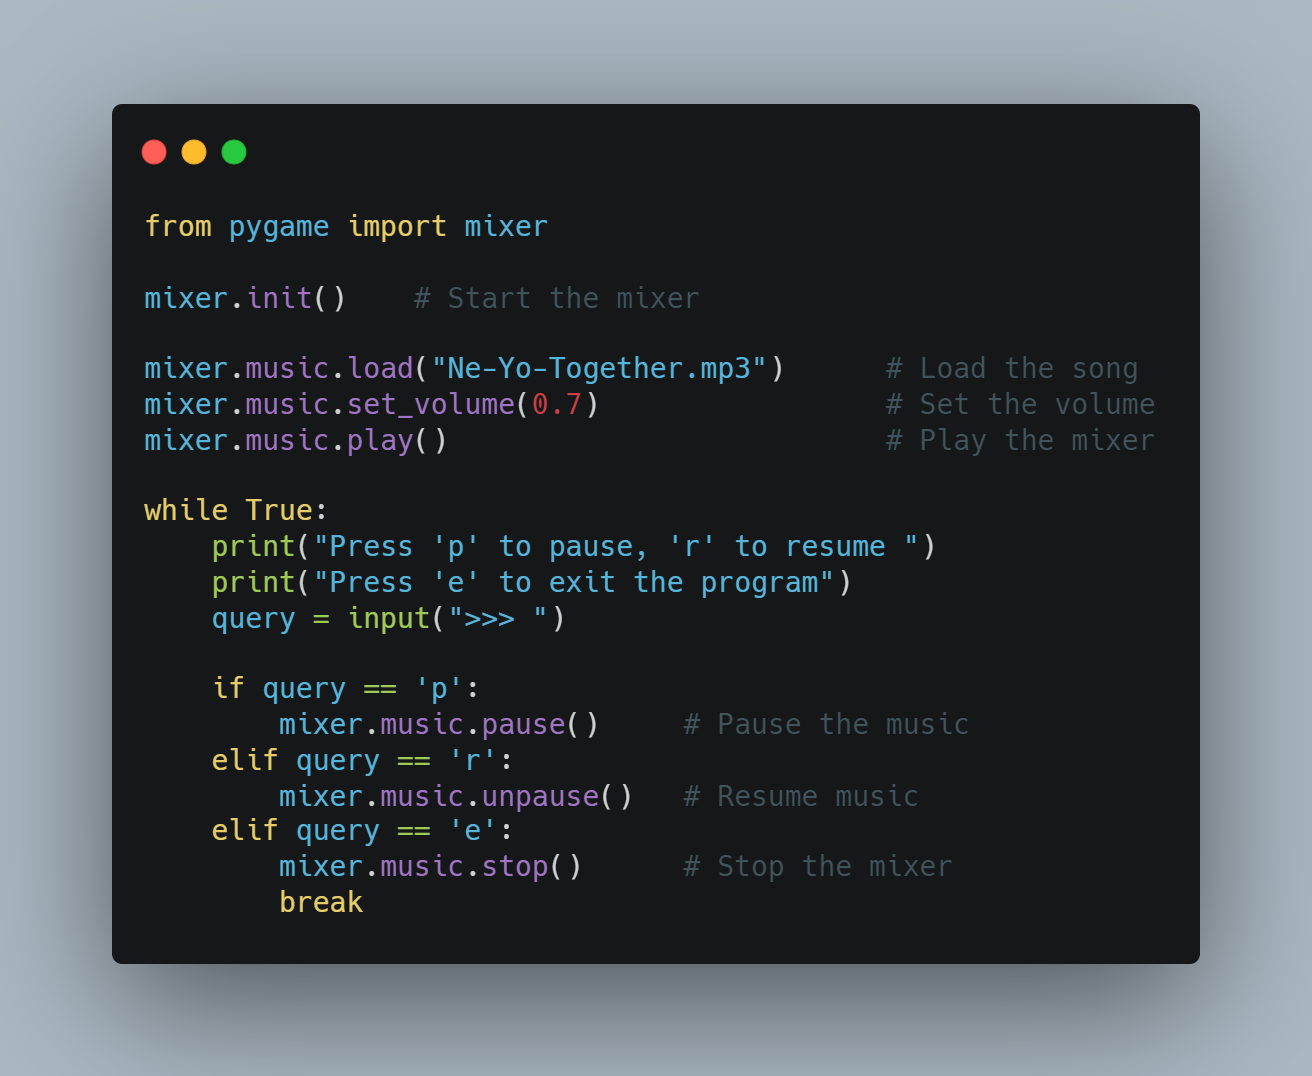 from pygame import mixer
mixer.init()    # Start the mixer
mixer.music.load("Ne-Yo-Together.mp3")      # Load the song
mixer.music.set_volume(0.7)                 # Set the volume
mixer.music.play()                          # Play the mixer
while True:
    print("Press 'p' to pause, 'r' to resume ")
    print("Press 'e' to exit the program")
    query = input(">>> ")
    if query == 'p':
        mixer.music.pause()     # Pause the music
    elif query == 'r':
        mixer.music.unpause()   # Resume music
    elif query == 'e':
        mixer.music.stop()      # Stop the mixer
        break